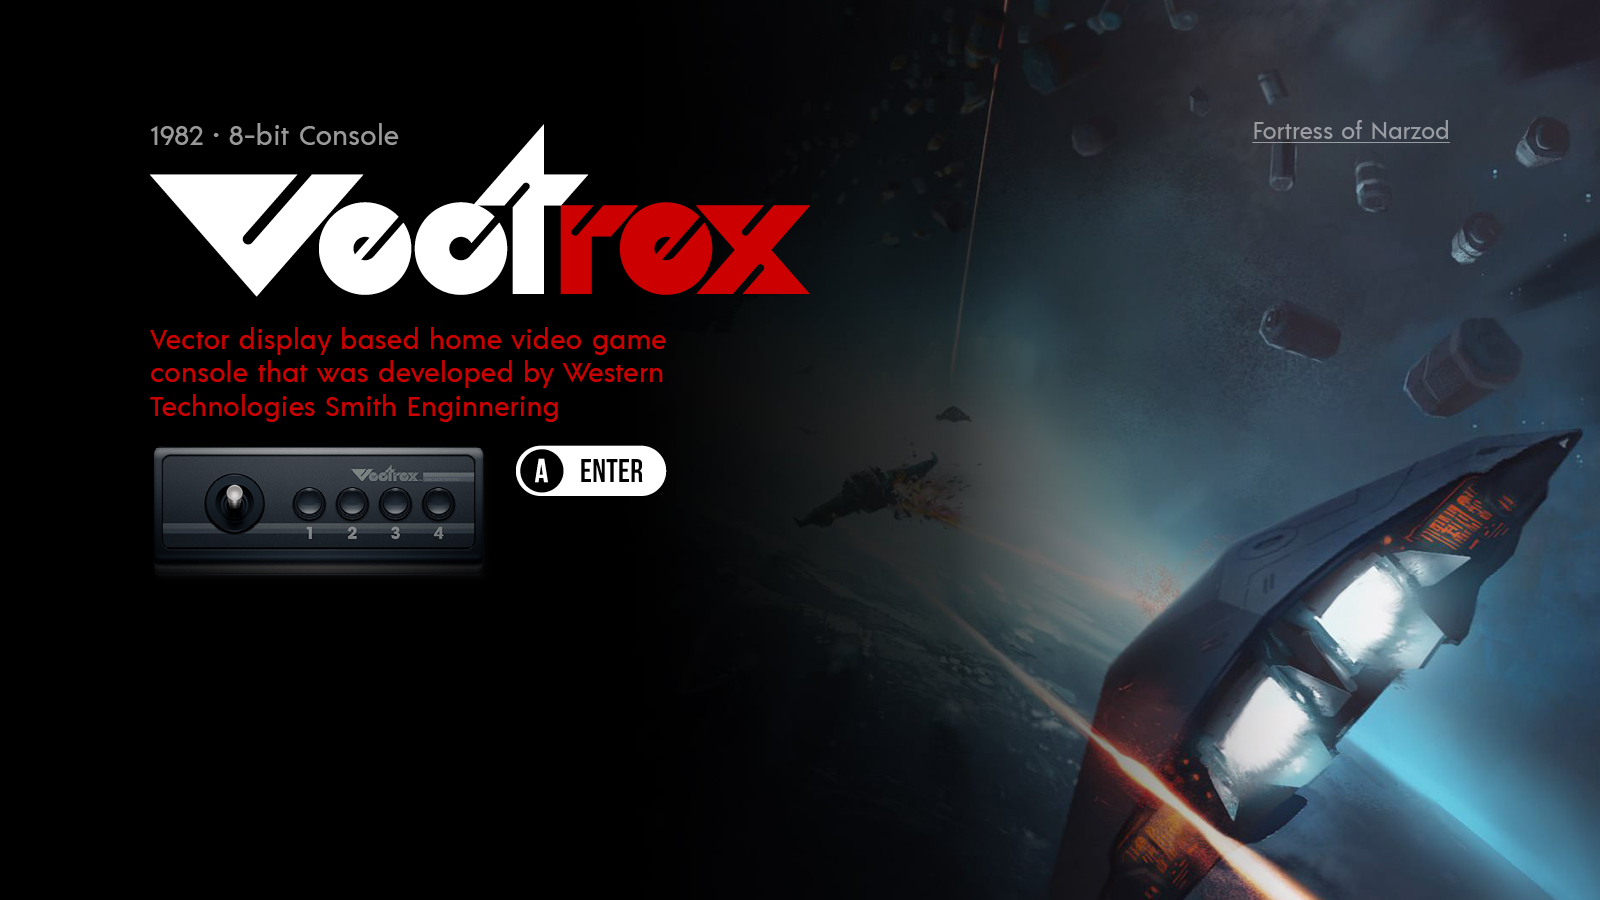 1982 · 8-bit Console
Fortress of Narzod
Vectrex
Vector display based home video game
console that was developed by Western
Technologies Smith Enginnering
Vectrex
1 2 3 4
A ENTER